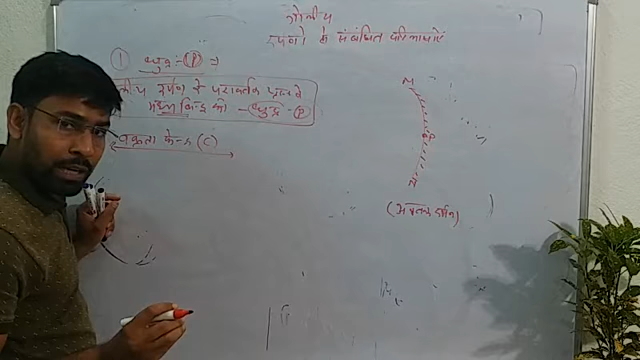 गोलीय
दर्पणों से संबंधित परिभाषाएं
① ध्रुव :- Ⓟ ⇒
गोलीय दर्पण के परावर्तक पृष्ठ के
मध्य बिन्दु को - ध्रुव - Ⓟ
वक्रता केन्द्र (C)
M
P
M'
(अवतल दर्पण)